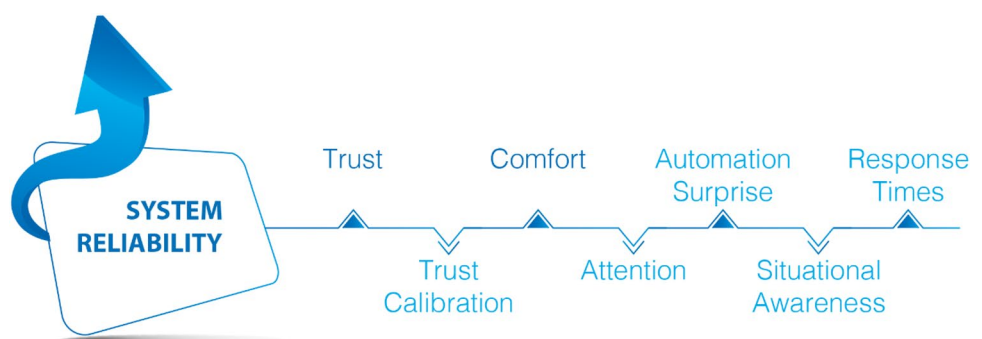 SYSTEM
RELIABILITY
Trust
Trust
Calibration
Comfort
Attention
Automation
Surprise
Situational
Awareness
Response
Times